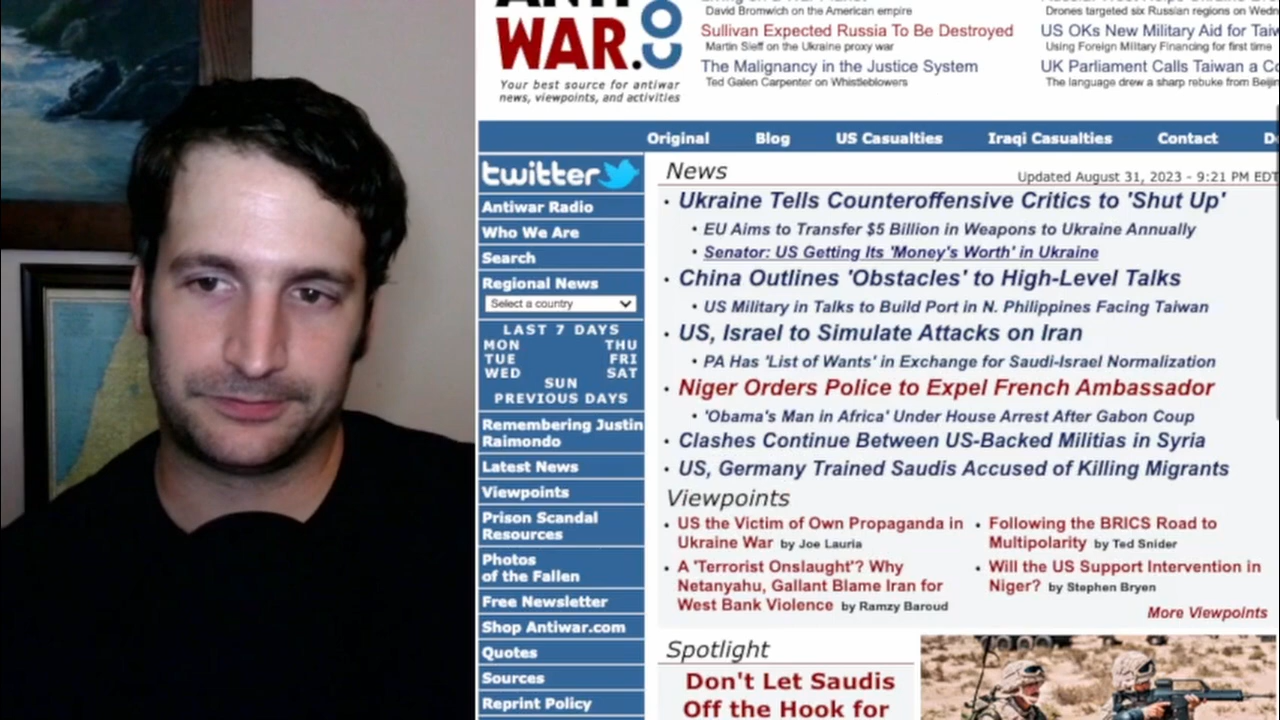 ANTI
WAR.CO
Your best source for antiwar
news, viewpoints, and activities
David Bromwich on the American empire
Sullivan Expected Russia To Be Destroyed
Martin Sieff on the Ukraine proxy war
The Malignancy in the Justice System
Ted Galen Carpenter on Whistleblowers
Drones targeted six Russian regions on
US OKs New Military Aid for
Using Foreign Military Financing for first time
UK Parliament Calls Taiwan a
The language drew a sharp rebuke from
Original Blog US Casualties Iraqi Casualties Contact
twitter
Antiwar Radio
Who We Are
Search
Regional News
Select a country
LAST 7 DAYS
MON THU
TUE FRI
WED SAT
SUN
PREVIOUS DAYS
Remembering Justin
Raimondo
Latest News
Viewpoints
Prison Scandal
Resources
Photos
of the Fallen
Free Newsletter
Shop Antiwar.com
Quotes
Sources
Reprint Policy
News
Updated August 31, 2023 - 9:21 PM EDT
• Ukraine Tells Counteroffensive Critics to 'Shut Up'
• EU Aims to Transfer $5 Billion in Weapons to Ukraine Annually
• Senator: US Getting Its 'Money's Worth' in Ukraine
• China Outlines 'Obstacles' to High-Level Talks
• US Military in Talks to Build Port in N. Philippines Facing Taiwan
• US, Israel to Simulate Attacks on Iran
• PA Has 'List of Wants' in Exchange for Saudi-Israel Normalization
• Niger Orders Police to Expel French Ambassador
• 'Obama's Man in Africa' Under House Arrest After Gabon Coup
• Clashes Continue Between US-Backed Militias in Syria
• US, Germany Trained Saudis Accused of Killing Migrants
Viewpoints
• US the Victim of Own Propaganda in
Ukraine War by Joe Lauria
• A 'Terrorist Onslaught'? Why
Netanyahu, Gallant Blame Iran for
West Bank Violence by Ramzy Baroud
• Following the BRICS Road to
Multipolarity by Ted Snider
• Will the US Support Intervention in
Niger? by Stephen Bryen
More Viewpoints
Spotlight
Don't Let Saudis
Off the Hook for